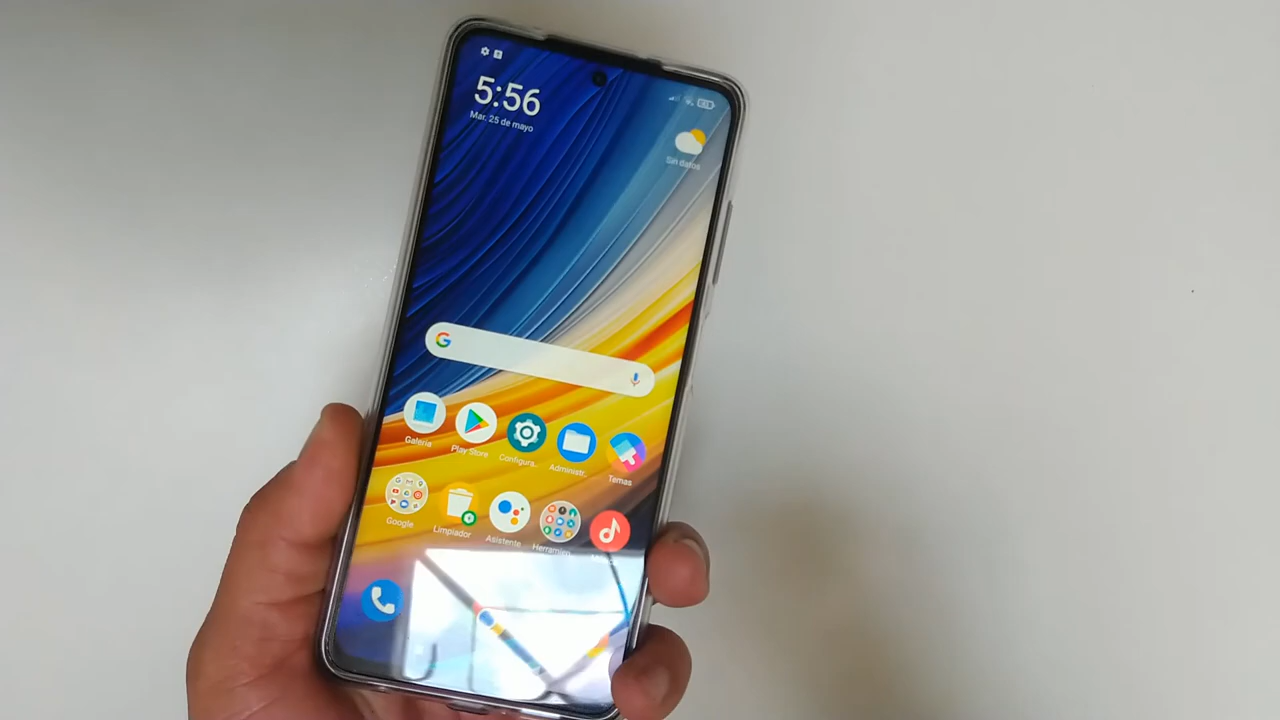 5:56
Mar. 25 de mayo
Sin datos
G
Galería
Play Store
Configura..
Administr..
Temas
Google
Limpiador
Asistente
Herramien..